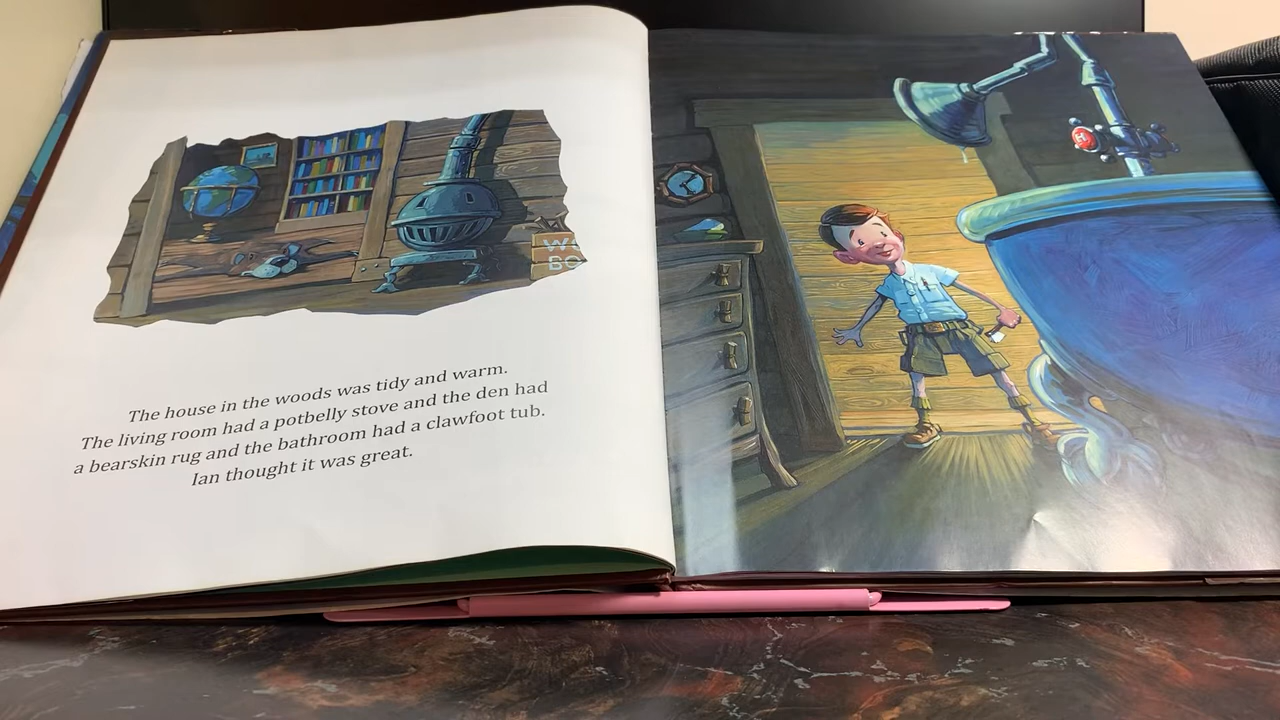 The house in the woods was tidy and warm.
The living room had a potbelly stove and the den had
a bearskin rug and the bathroom had a clawfoot tub.
Ian thought it was great.
W
BO
H